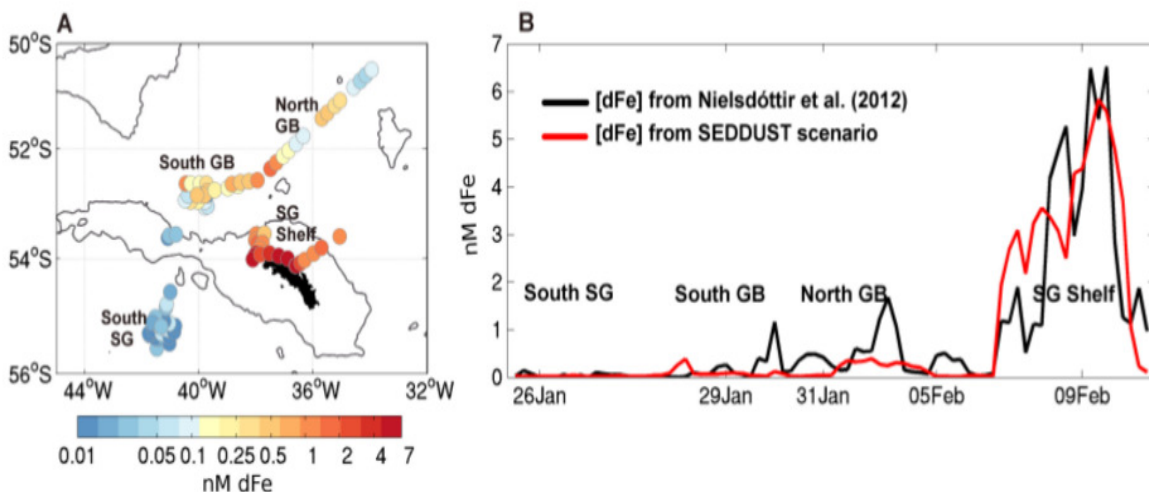 A
50°S
52°S
54°S
56°S
44°W
40°W
36°W
32°W
North
GB
South GB
SG
Shelf
South
SG
0.01
0.05
0.1
0.25
0.5
1
2
4
7
nM dFe
B
7
6
5
4
3
2
1
0
nM dFe
[dFe] from Nielsdóttir et al. (2012)
[dFe] from SEDDUST scenario
South SG
South GB
North GB
SG Shelf
26Jan
29Jan
31Jan
05Feb
09Feb